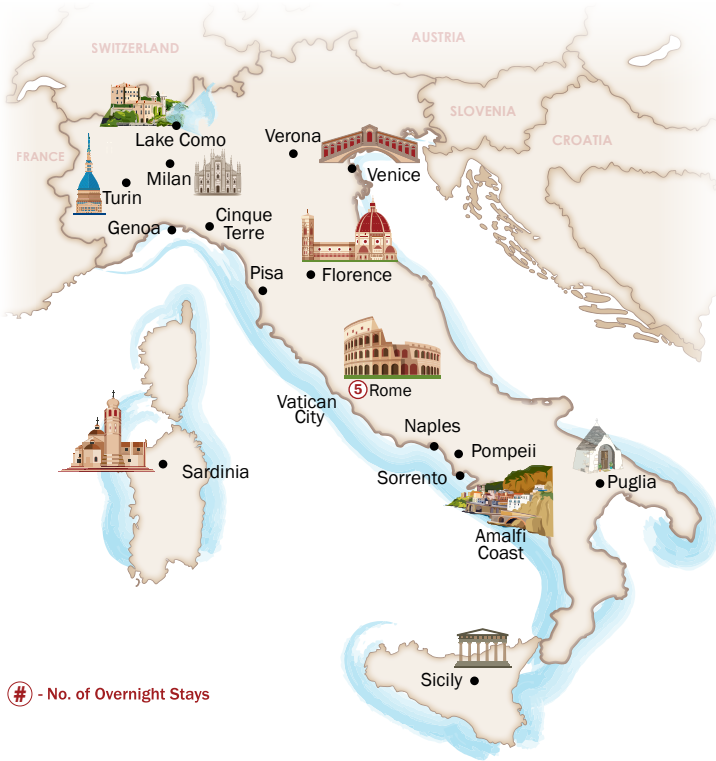 AUSTRIA
SWITZERLAND
SLOVENIA
CROATIA
FRANCE
Lake Como
Verona
Venice
Milan
Turin
Cinque
Terre
Genoa
Pisa
Florence
5 Rome
Vatican
City
Naples
Pompeii
Sorrento
Sardinia
Puglia
Amalfi
Coast
Sicily
# - No. of Overnight Stays